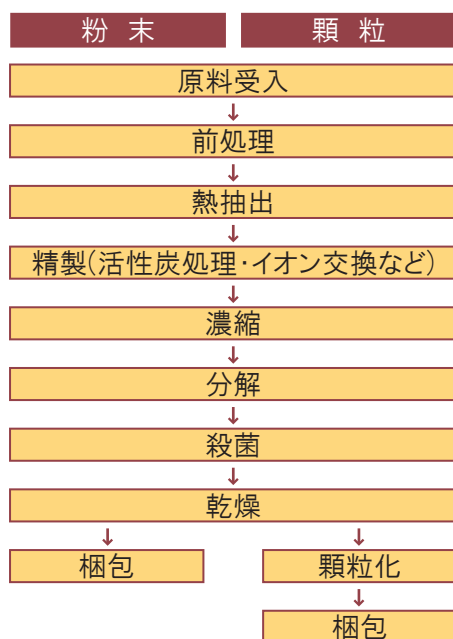 粉末
顆粒
原料受入
↓
前処理
↓
熱抽出
↓
精製(活性炭処理・イオン交換など)
↓
濃縮
↓
分解
↓
殺菌
↓
乾燥
↓ ↓
梱包 顆粒化
↓
梱包